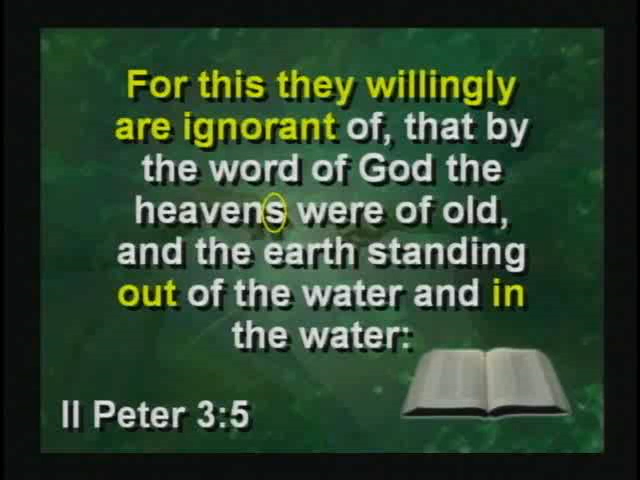 For this they willingly
are ignorant of, that by
the word of God the
heavens were of old,
and the earth standing
out of the water and in
the water:
II Peter 3:5